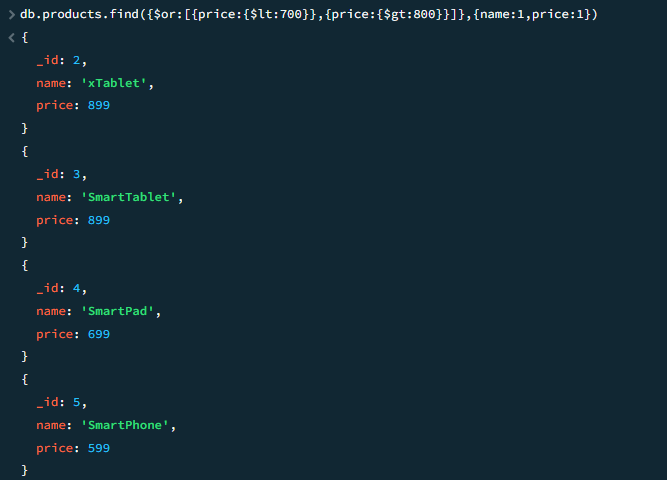 > db.products.find({$or:[{price:{$lt:700}},{price:{$gt:800}}]},{name:1,price:1})
< {
_id: 2,
name: 'xTablet',
price: 899
}
{
_id: 3,
name: 'SmartTablet',
price: 899
}
{
_id: 4,
name: 'SmartPad',
price: 699
}
{
_id: 5,
name: 'SmartPhone',
price: 599
}